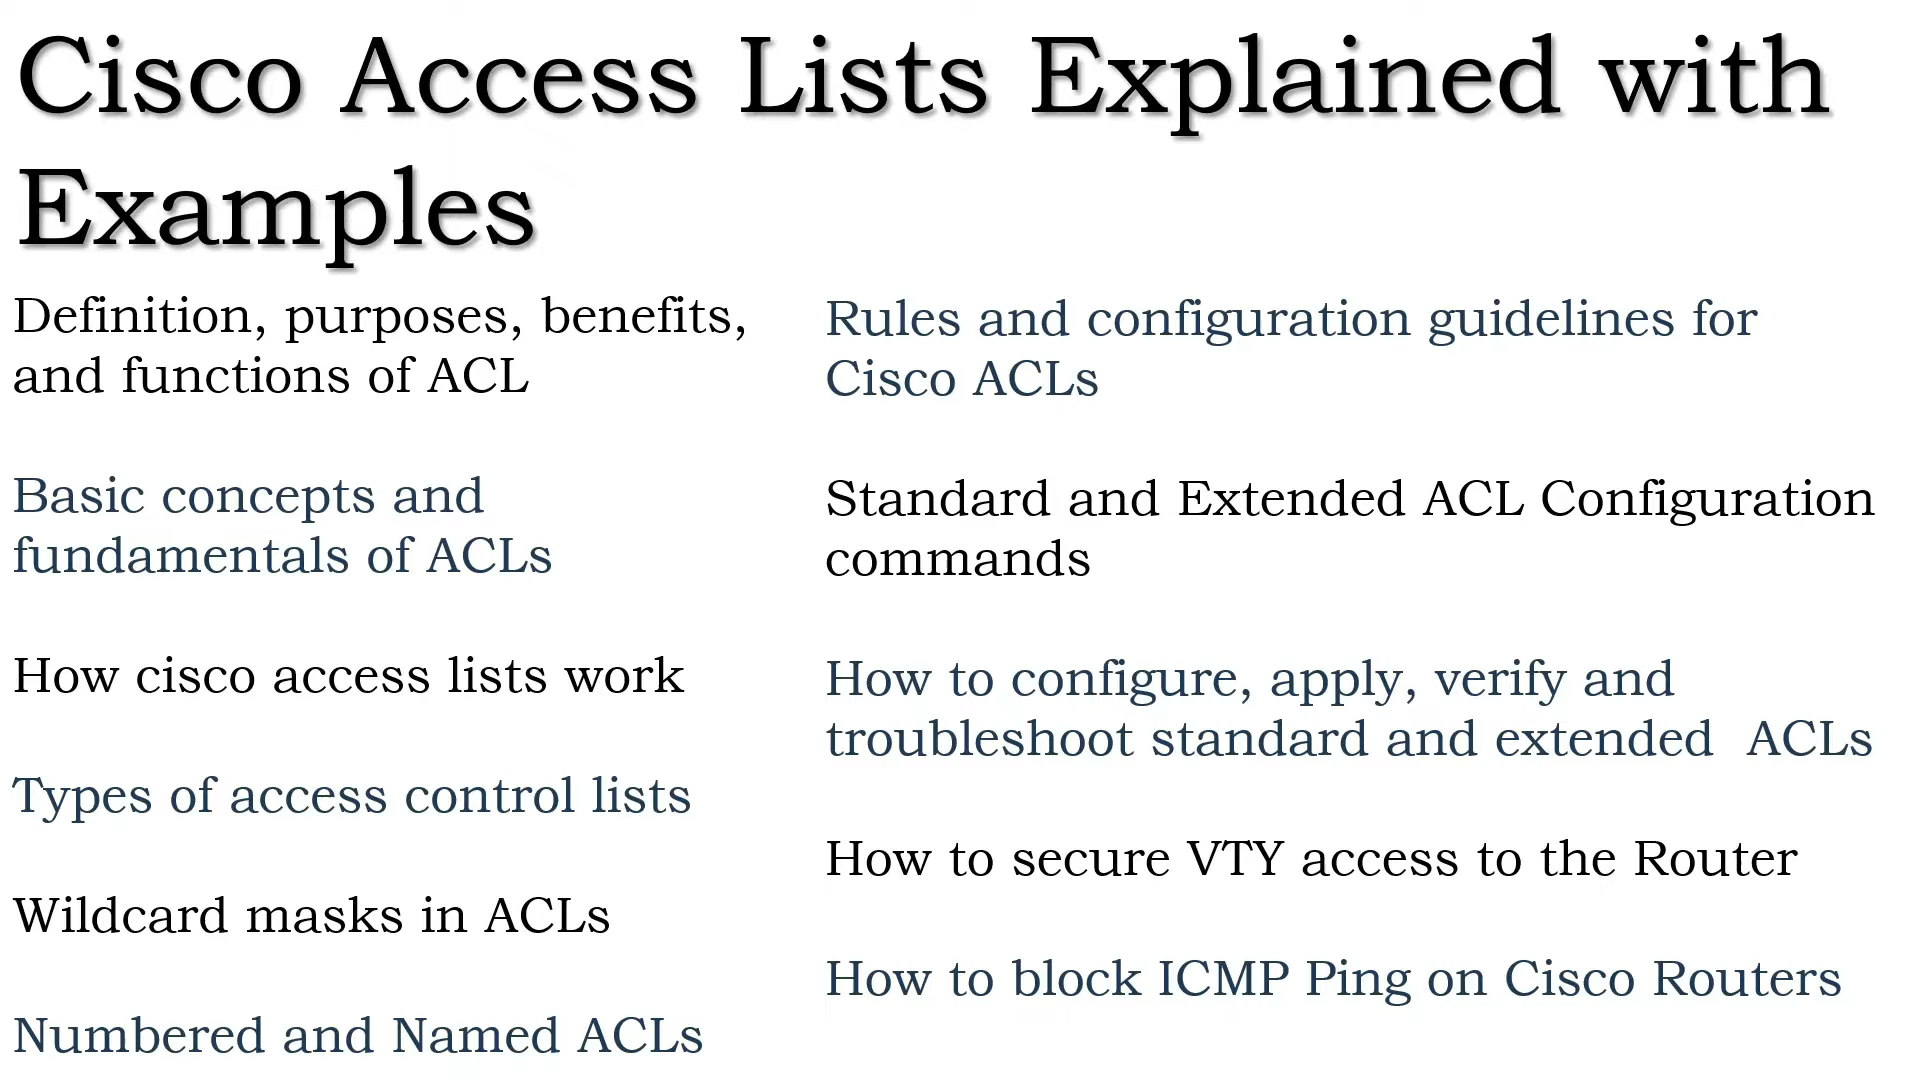 Cisco Access Lists Explained with
Examples
Definition, purposes, benefits,
and functions of ACL
Basic concepts and
fundamentals of ACLs
How cisco access lists work
Types of access control lists
Wildcard masks in ACLs
Numbered and Named ACLs
Rules and configuration guidelines for
Cisco ACLs
Standard and Extended ACL Configuration
commands
How to configure, apply, verify and
troubleshoot standard and extended  ACLs
How to secure VTY access to the Router
How to block ICMP Ping on Cisco Routers